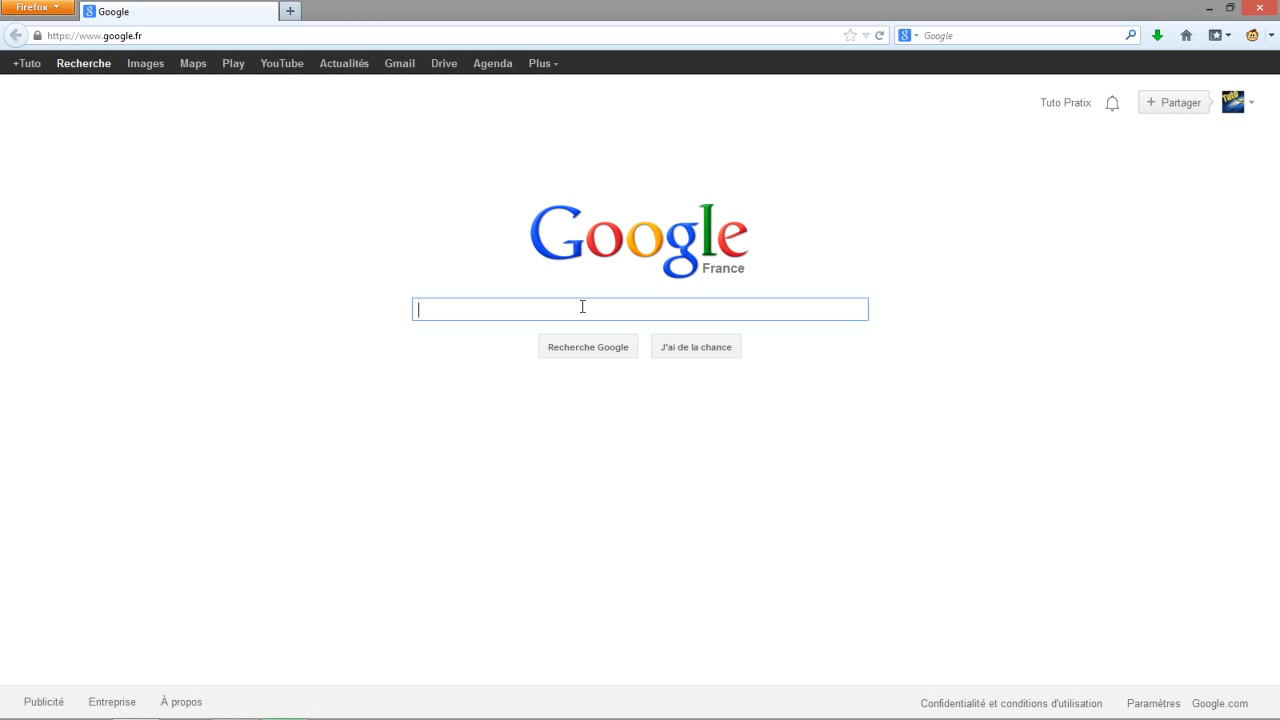 Firefox
Google
https://www.google.fr
Google
+Tuto Recherche Images Maps Play YouTube Actualités Gmail Drive Agenda Plus
Tuto Pratix
+ Partager
Tuto
Google
France
Recherche Google
J'ai de la chance
Publicité Entreprise À propos
Confidentialité et conditions d'utilisation Paramètres Google.com